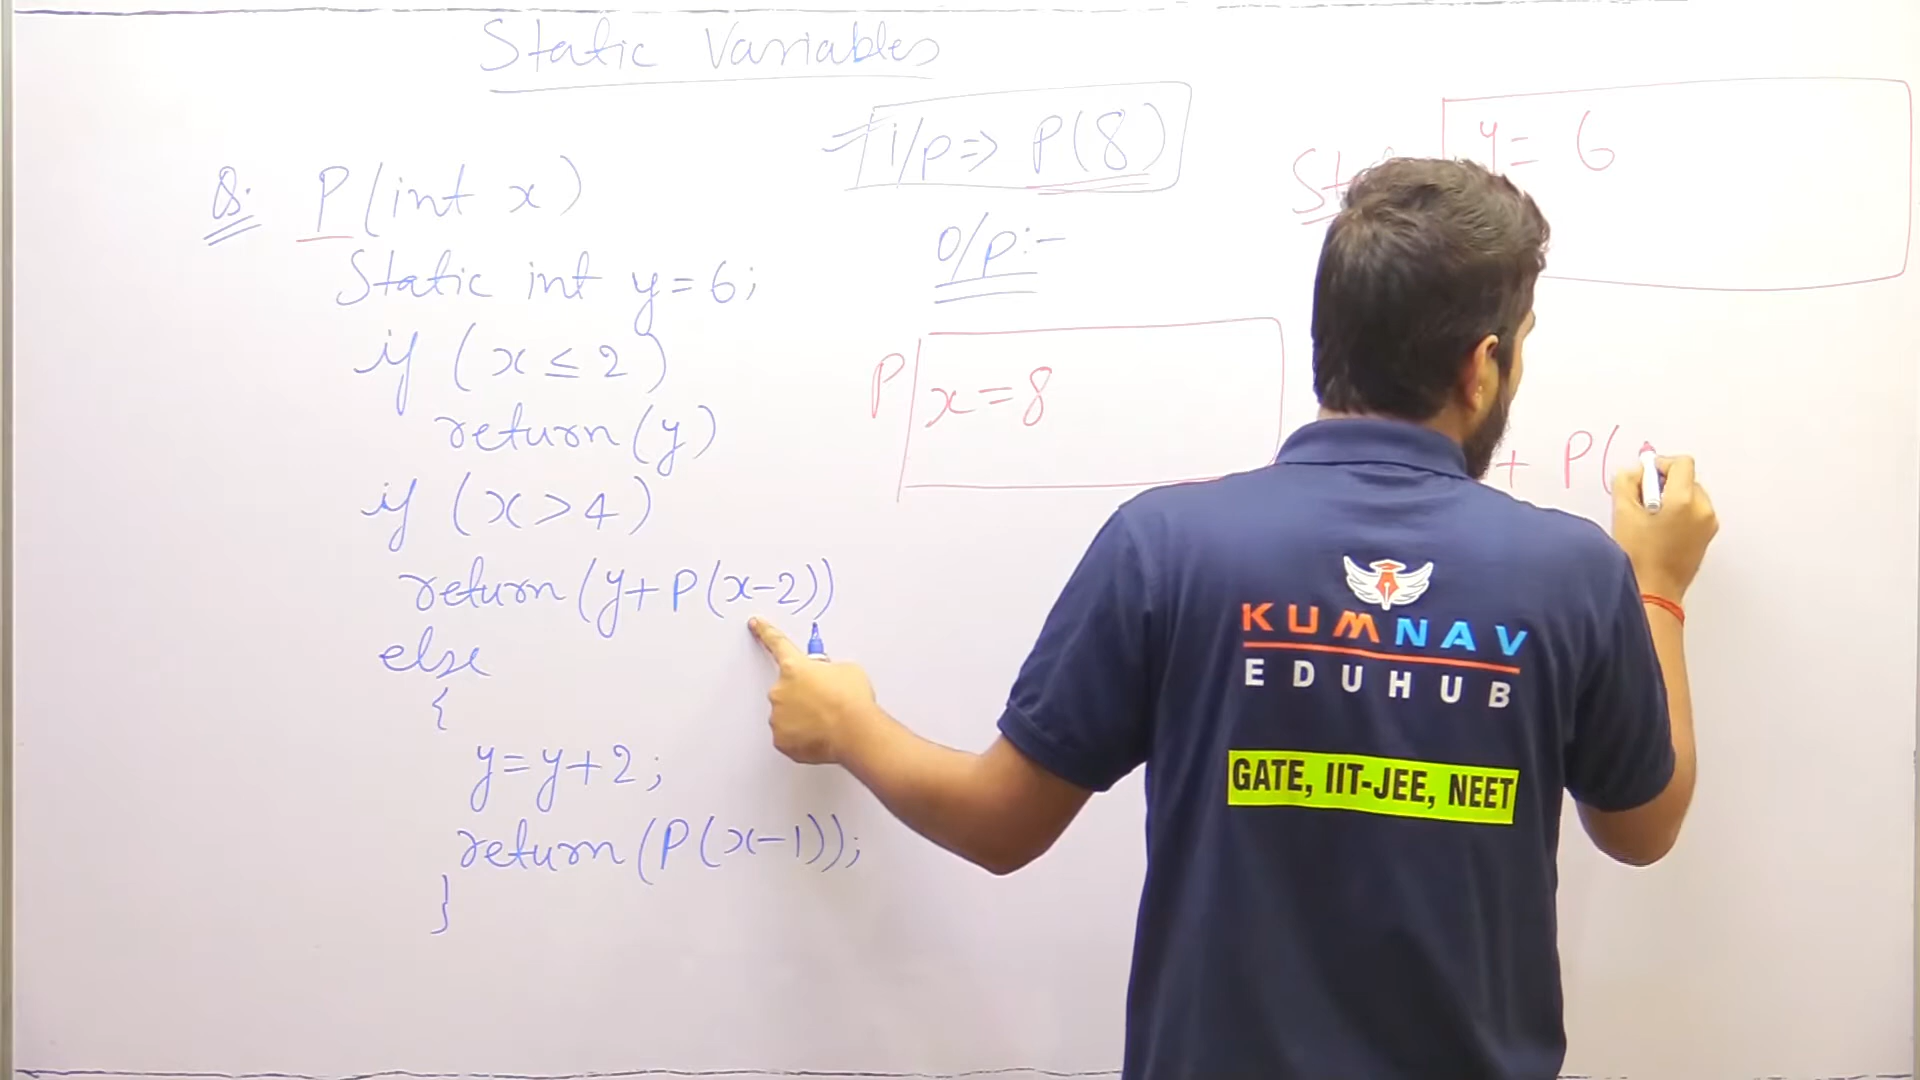 Static Variables
i/p => P(8)
y = 6
Q: P(int x)
Static int y=6;
o/p:-
if (x ≤ 2)
return(y)
P x=8
if (x>4)
+ P(
return(y+P(x-2))
else
{
y=y+2;
return(P(x-1));
}
KUMNAV
EDUHUB
GATE, IIT-JEE, NEET